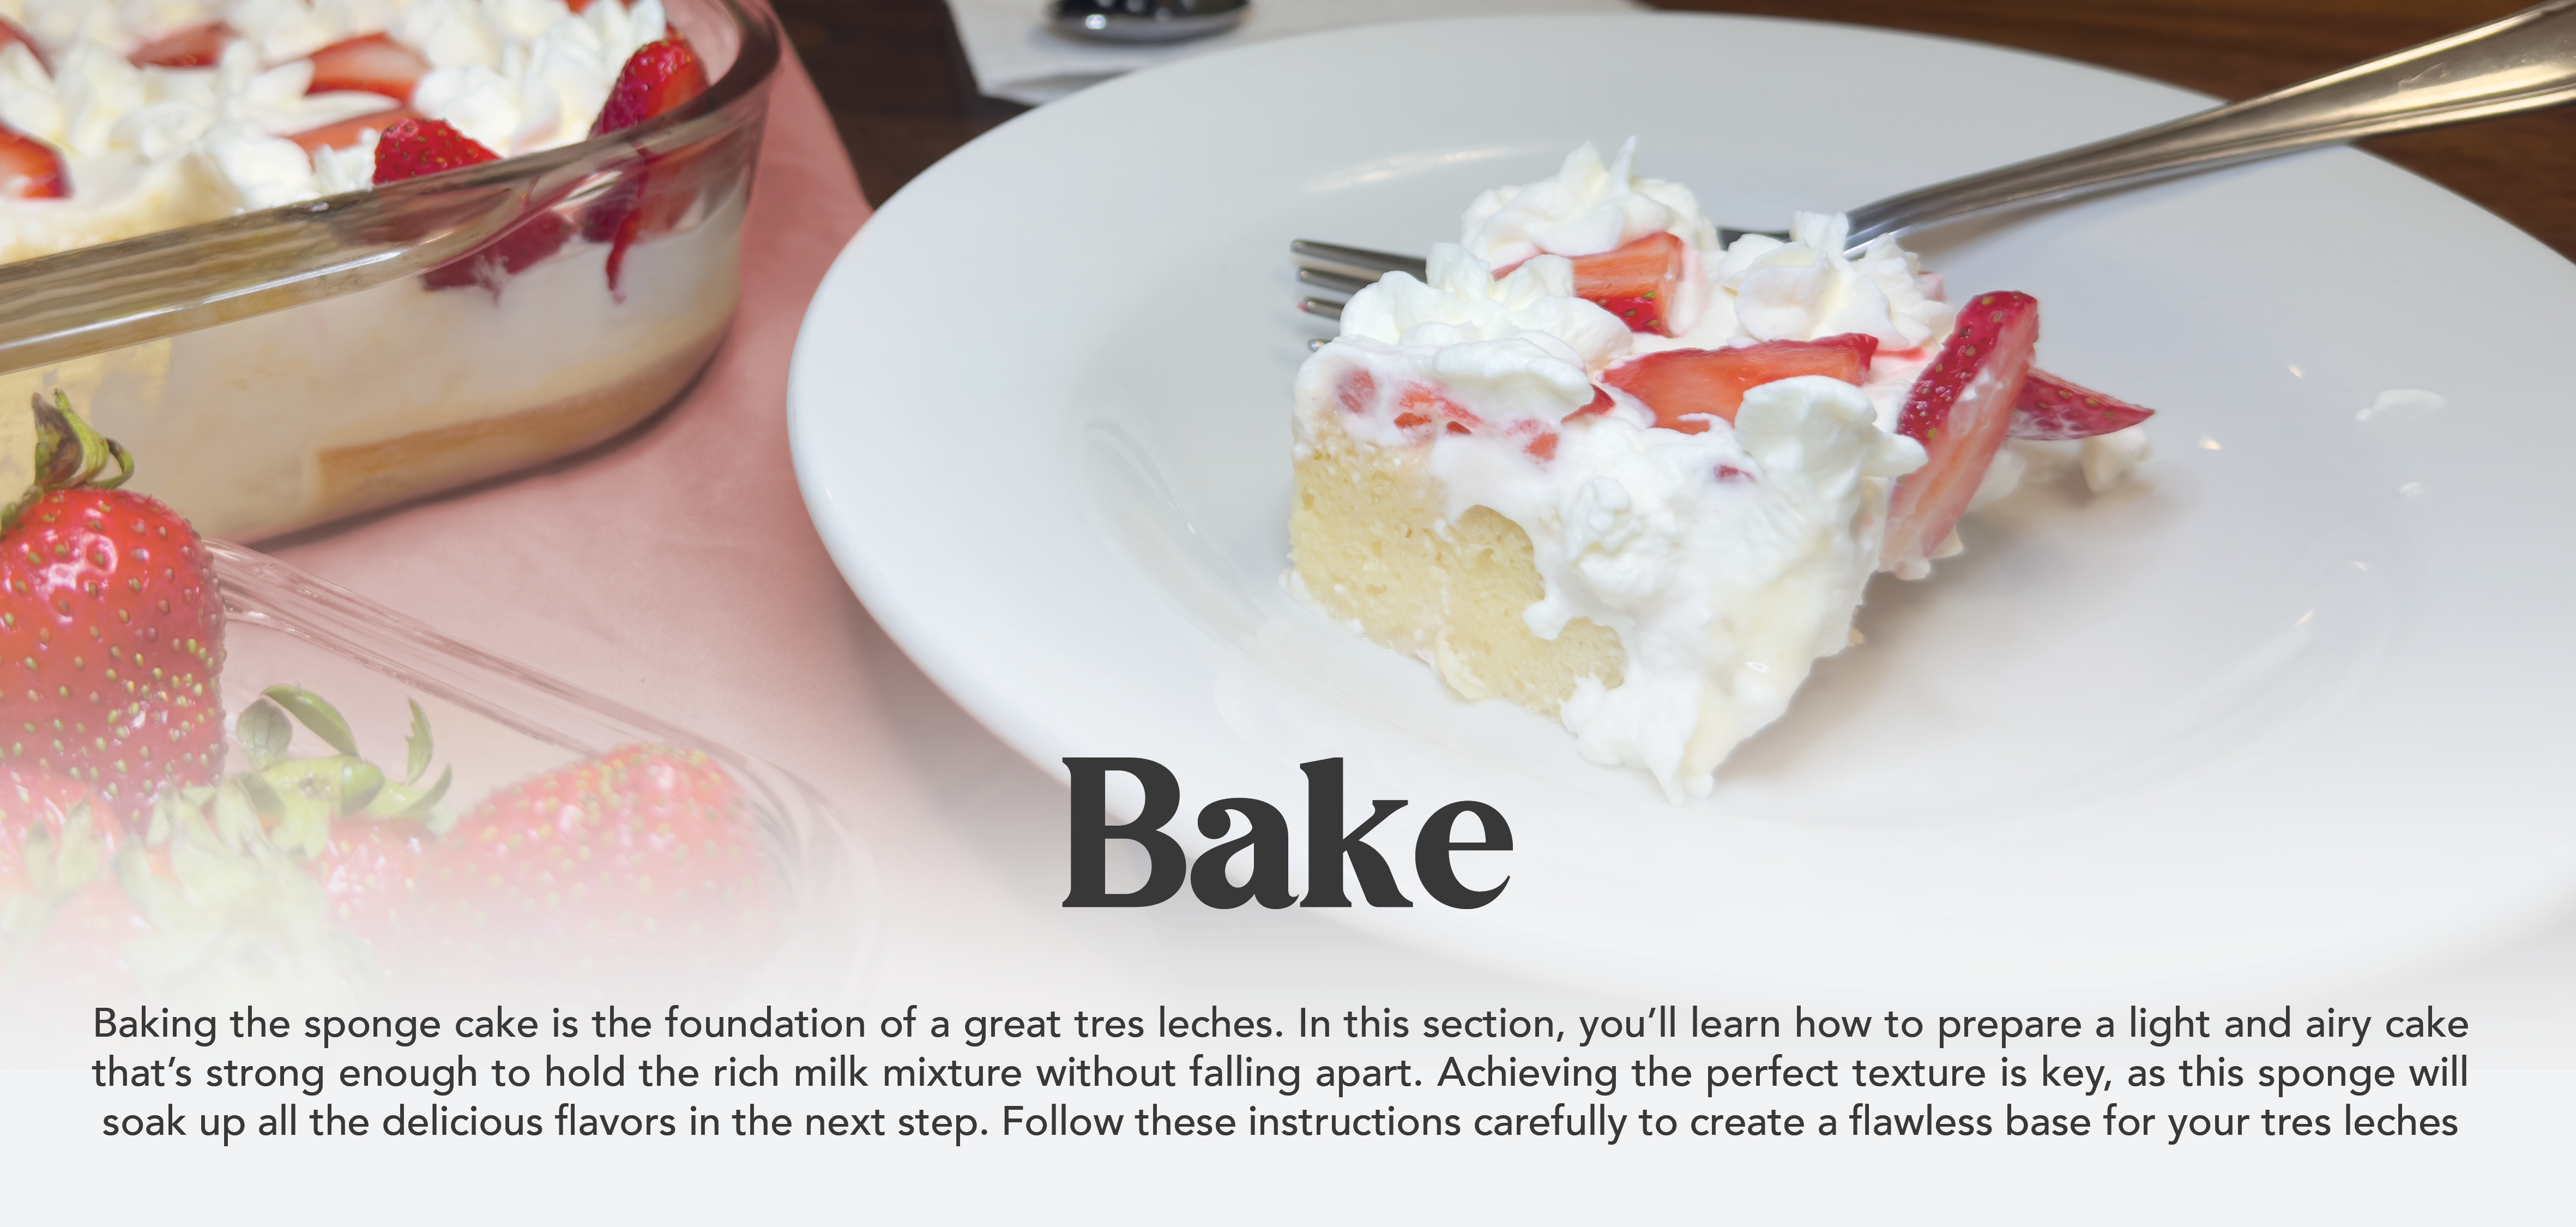 Bake
Baking the sponge cake is the foundation of a great tres leches. In this section, you’ll learn how to prepare a light and airy cake
that’s strong enough to hold the rich milk mixture without falling apart. Achieving the perfect texture is key, as this sponge will
soak up all the delicious flavors in the next step. Follow these instructions carefully to create a flawless base for your tres leches